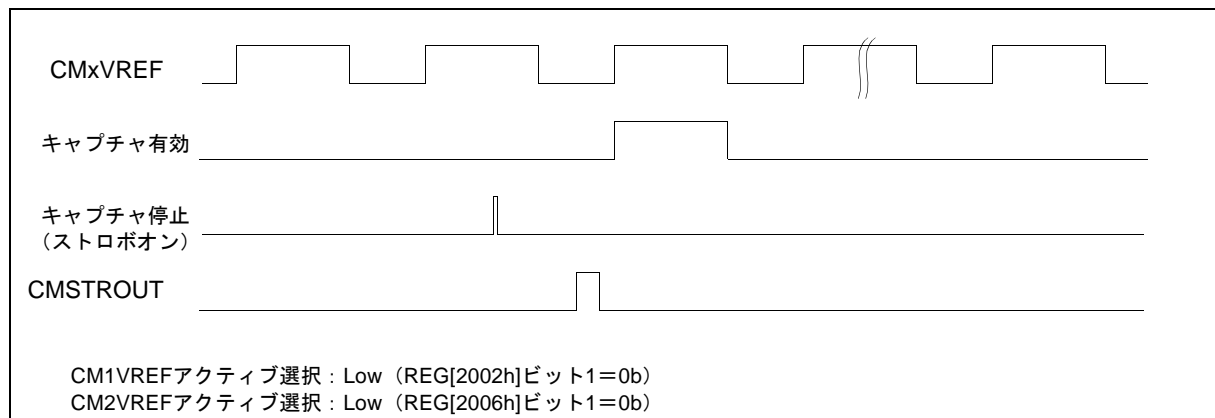 CMxVREF
キャプチャ有効
キャプチャ停止
（ストロボオン）
CMSTROUT
CM1VREFアクティブ選択：Low（REG[2002h]ビット1＝0b）
CM2VREFアクティブ選択：Low（REG[2006h]ビット1＝0b）